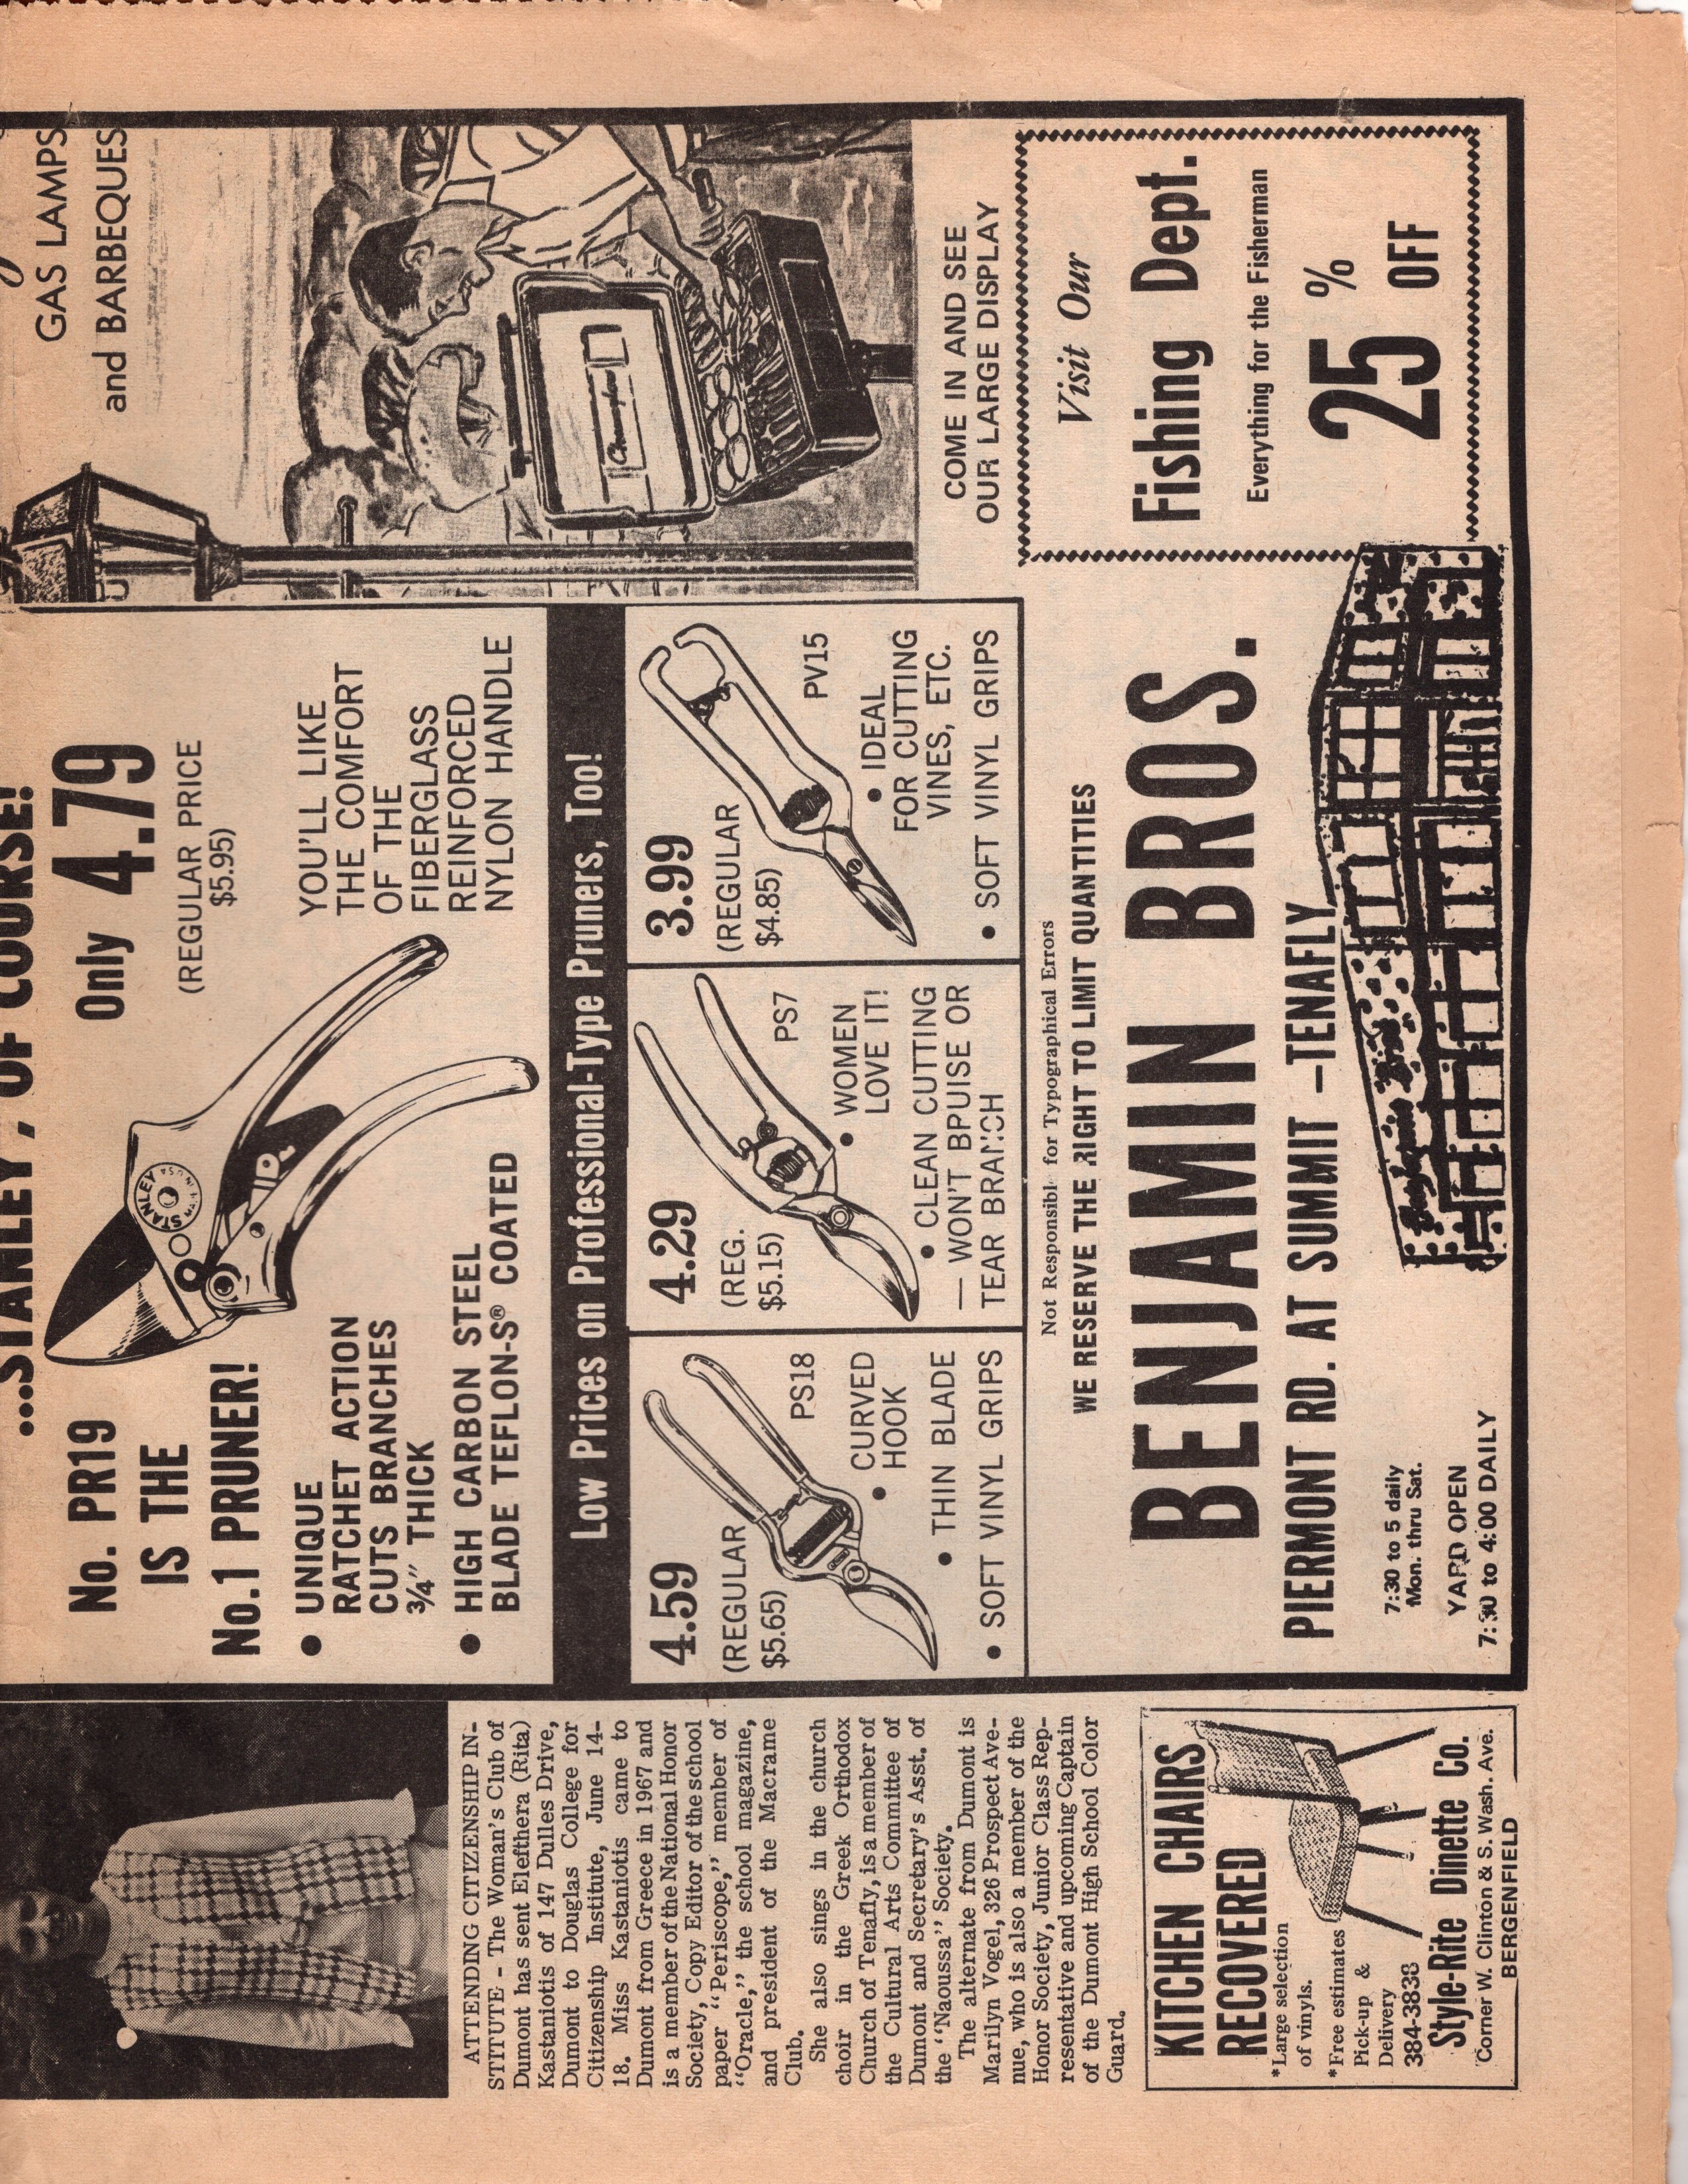 ATTENDING CITIZENSHIP IN-
STITUTE - The Woman's Club of
Dumont has sent Elefthera (Rita)
Kastaniotis of 147 Dulles Drive,
Dumont to Douglas College for
Citizenship Institute, June 14-
18. Miss Kastaniotis came to
Dumont from Greece in 1967 and
is a member of the National Honor
Society, Copy Editor of the school
paper "Periscope," member of
"Oracle," the school magazine,
and president of the Macrame
Club.
She also sings in the church
choir in the Greek Orthodox
Church of Tenafly, is a member of
the Cultural Arts Committee of
Dumont and Secretary's Asst. of
the "Naoussa" Society.
The alternate from Dumont is
Marilyn Vogel, 326 Prospect Ave-
nue, who is also a member of the
Honor Society, Junior Class Rep-
resentative and upcoming Captain
of the Dumont High School Color
Guard.
KITCHEN CHAIRS
RECOVERED
*Large selection
of vinyls.
*Free estimates
Pick-up &
Delivery
384-3838
Style-Rite Dinette Co.
Corner W. Clinton & S. Wash. Ave.
BERGENFIELD
...STANLEY, OF COURSE!
No. PR19
IS THE
No.1 PRUNER!
• UNIQUE
RATCHET ACTION
CUTS BRANCHES
3/4" THICK
• HIGH CARBON STEEL
BLADE TEFLON-S® COATED
STANLEY
Only 4.79
(REGULAR PRICE
$5.95)
YOU'LL LIKE
THE COMFORT
OF THE
FIBERGLASS
REINFORCED
NYLON HANDLE
Low Prices on Professional-Type Pruners, Too!
4.59
(REGULAR
$5.65)
PS18
• CURVED
HOOK
• THIN BLADE
• SOFT VINYL GRIPS
4.29
(REG.
$5.15)
PS7
• WOMEN
LOVE IT!
• CLEAN CUTTING
— WON'T BPUISE OR
TEAR BRANCH
3.99
(REGULAR
$4.85)
PV15
• IDEAL
FOR CUTTING
VINES, ETC.
• SOFT VINYL GRIPS
GAS LAMPS
and BARBEQUES
COME IN AND SEE
OUR LARGE DISPLAY
Visit Our
Fishing Dept.
Everything for the Fisherman
25 % OFF
Not Responsible for Typographical Errors
WE RESERVE THE RIGHT TO LIMIT QUANTITIES
BENJAMIN BROS.
PIERMONT RD. AT SUMMIT —TENAFLY
7:30 to 5 daily
Mon. thru Sat.
YARD OPEN
7:30 to 4:00 DAILY